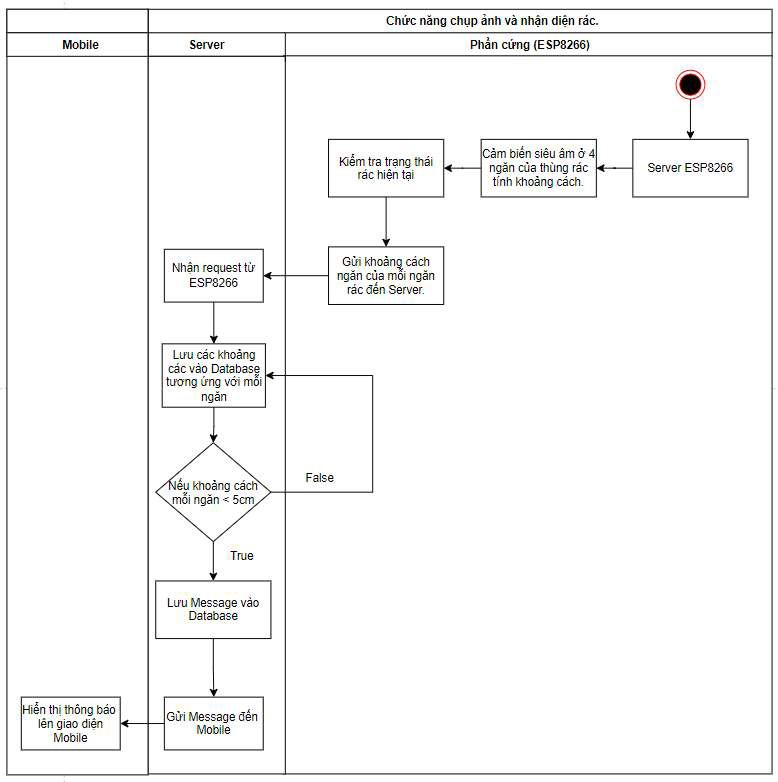 Chức năng chụp ảnh và nhận diện rác.
Mobile
Server
Phần cứng (ESP8266)
Server ESP8266
Cảm biến siêu âm ở 4
ngăn của thùng rác
tính khoảng cách.
Kiểm tra trạng thái
rác hiện tại
Gửi khoảng cách
ngăn của mỗi ngăn
rác đến Server.
Nhận request từ
ESP8266
Lưu các khoảng
các vào Database
tương ứng với mỗi
ngăn
Nếu khoảng cách
mỗi ngăn < 5cm
False
True
Lưu Message vào
Database
Gửi Message đến
Mobile
Hiển thị thông báo
lên giao diện
Mobile